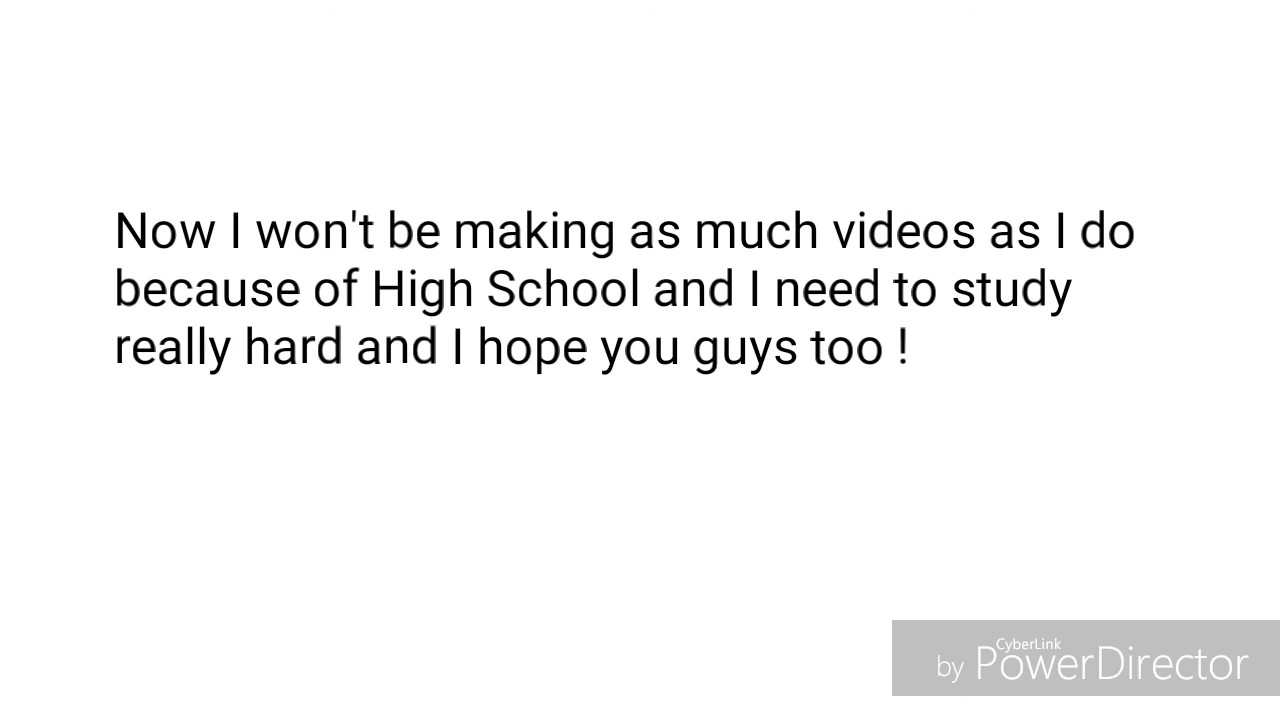 Now I won't be making as much videos as I do
because of High School and I need to study
really hard and I hope you guys too !
CyberLink
by PowerDirector